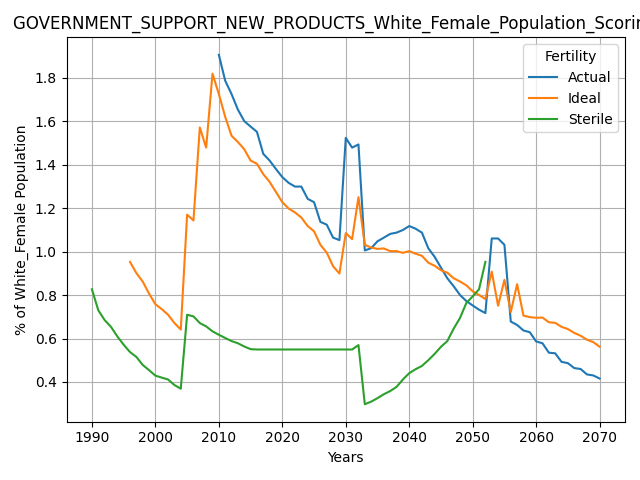 GOVERNMENT_SUPPORT_NEW_PRODUCTS_White_Female_Population_Scorin
Fertility
Actual
Ideal
Sterile
% of White_Female Population
1.8
1.6
1.4
1.2
1.0
0.8
0.6
0.4
1990 2000 2010 2020 2030 2040 2050 2060 2070
Years